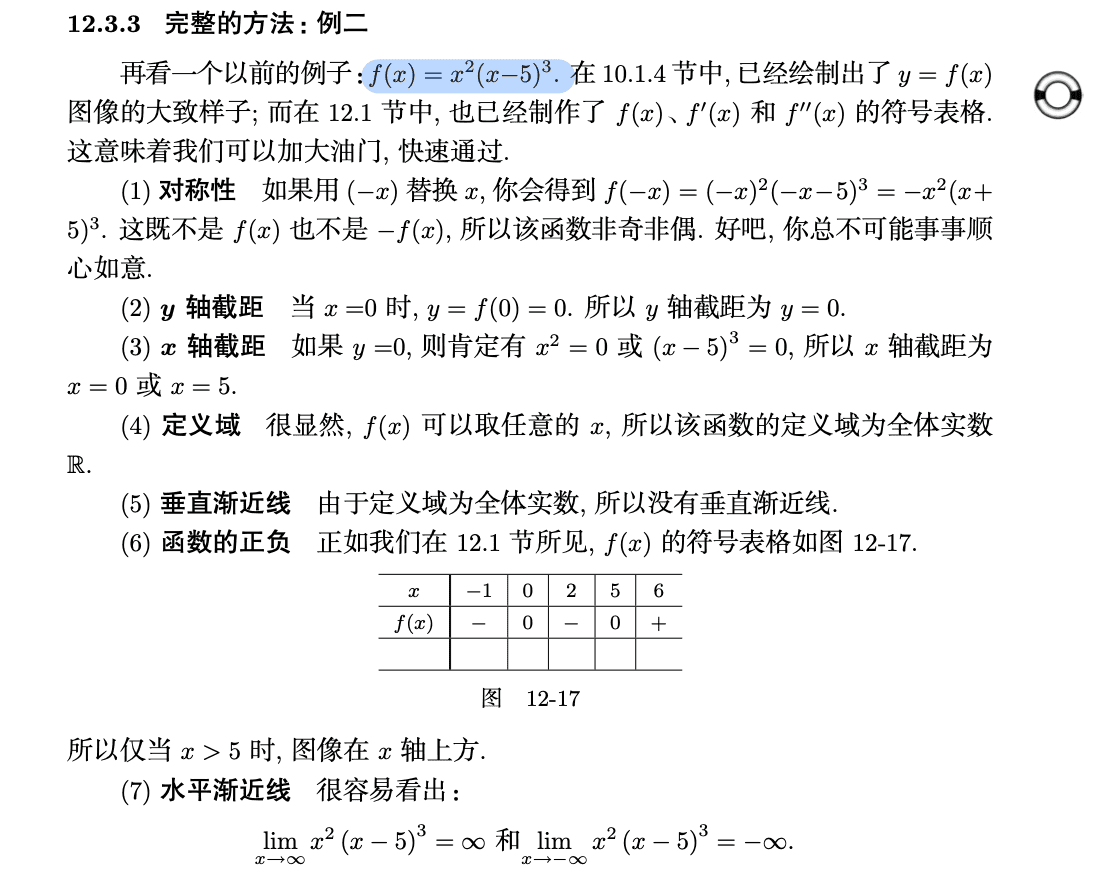 12.3.3 完整的方法: 例二
再看一个以前的例子: f(x) = x²(x−5)³. 在 10.1.4 节中, 已经绘制出了 y = f(x)
图像的大致样子; 而在 12.1 节中, 也已经制作了 f(x)、f′(x) 和 f″(x) 的符号表格.
这意味着我们可以加大油门, 快速通过.
(1) 对称性 如果用 (−x) 替换 x, 你会得到 f(−x) = (−x)²(−x−5)³ = −x²(x+
5)³. 这既不是 f(x) 也不是 −f(x), 所以该函数非奇非偶. 好吧, 你总不可能事事顺
心如意.
(2) y 轴截距 当 x =0 时, y = f(0) = 0. 所以 y 轴截距为 y = 0.
(3) x 轴截距 如果 y =0, 则肯定有 x² = 0 或 (x − 5)³ = 0, 所以 x 轴截距为
x = 0 或 x = 5.
(4) 定义域 很显然, f(x) 可以取任意的 x, 所以该函数的定义域为全体实数
ℝ.
(5) 垂直渐近线 由于定义域为全体实数, 所以没有垂直渐近线.
(6) 函数的正负 正如我们在 12.1 节所见, f(x) 的符号表格如图 12-17.
x −1 0 2 5 6
f(x) − 0 − 0 +
图 12-17
所以仅当 x > 5 时, 图像在 x 轴上方.
(7) 水平渐近线 很容易看出:
lim x→∞ x² (x − 5)³ = ∞ 和 lim x→−∞ x² (x − 5)³ = −∞.